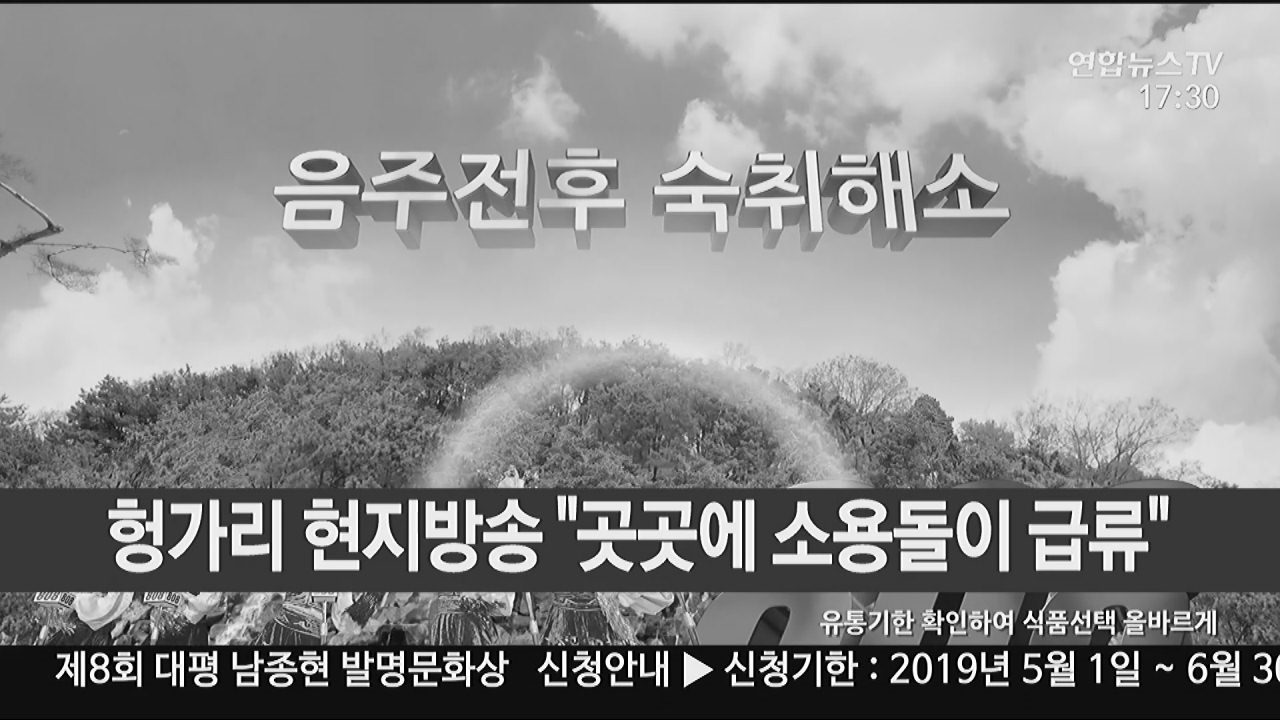 연합뉴스TV
17:30
음주전후 숙취해소
헝가리 현지방송 "곳곳에 소용돌이 급류"
유통기한 확인하여 식품선택 올바르게
제8회 대평 남종현 발명문화상 신청안내 ▶ 신청기한 : 2019년 5월 1일 ~ 6월 30